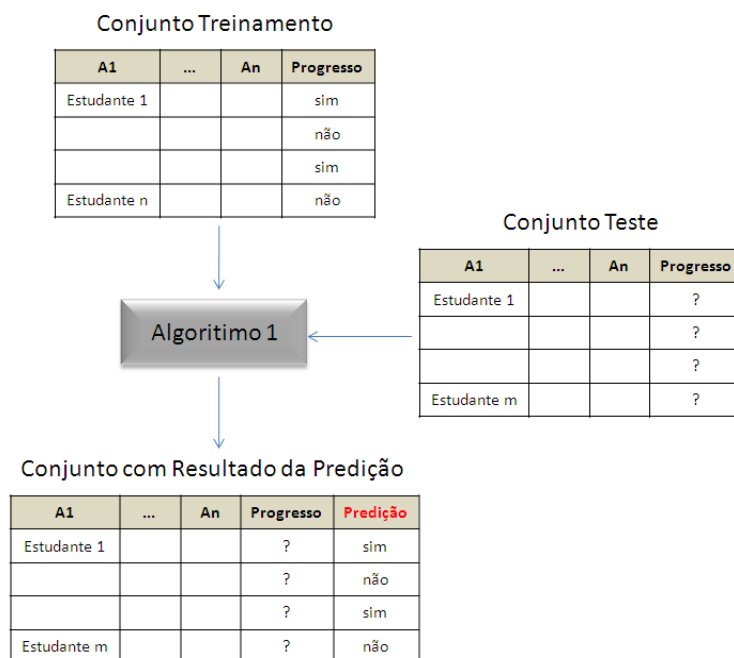 Conjunto Treinamento
A1 ... An Progresso
Estudante 1 sim
não
sim
Estudante n não
Conjunto Teste
A1 ... An Progresso
Estudante 1 ?
?
?
Estudante m ?
Algoritimo 1
Conjunto com Resultado da Predição
A1 ... An Progresso Predição
Estudante 1 ? sim
? não
? sim
Estudante m ? não